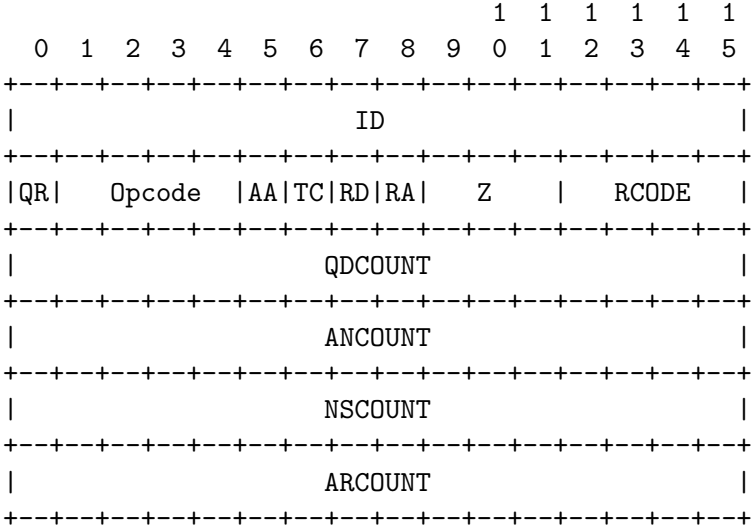 1  1  1  1  1  1
  0  1  2  3  4  5  6  7  8  9  0  1  2  3  4  5
+--+--+--+--+--+--+--+--+--+--+--+--+--+--+--+--+
|                      ID                       |
+--+--+--+--+--+--+--+--+--+--+--+--+--+--+--+--+
|QR|   Opcode  |AA|TC|RD|RA|   Z    |   RCODE   |
+--+--+--+--+--+--+--+--+--+--+--+--+--+--+--+--+
|                    QDCOUNT                    |
+--+--+--+--+--+--+--+--+--+--+--+--+--+--+--+--+
|                    ANCOUNT                    |
+--+--+--+--+--+--+--+--+--+--+--+--+--+--+--+--+
|                    NSCOUNT                    |
+--+--+--+--+--+--+--+--+--+--+--+--+--+--+--+--+
|                    ARCOUNT                    |
+--+--+--+--+--+--+--+--+--+--+--+--+--+--+--+--+